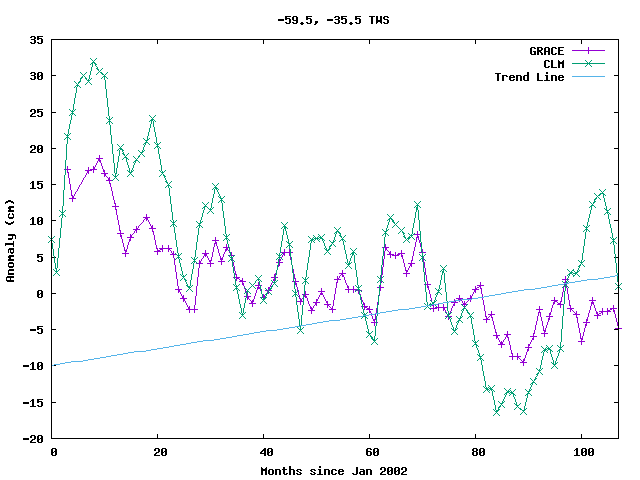 -59.5, -35.5 TWS
35
30
25
20
15
10
5
0
-5
-10
-15
-20
Anomaly (cm)
GRACE
CLM
Trend Line
0 20 40 60 80 100
Months since Jan 2002